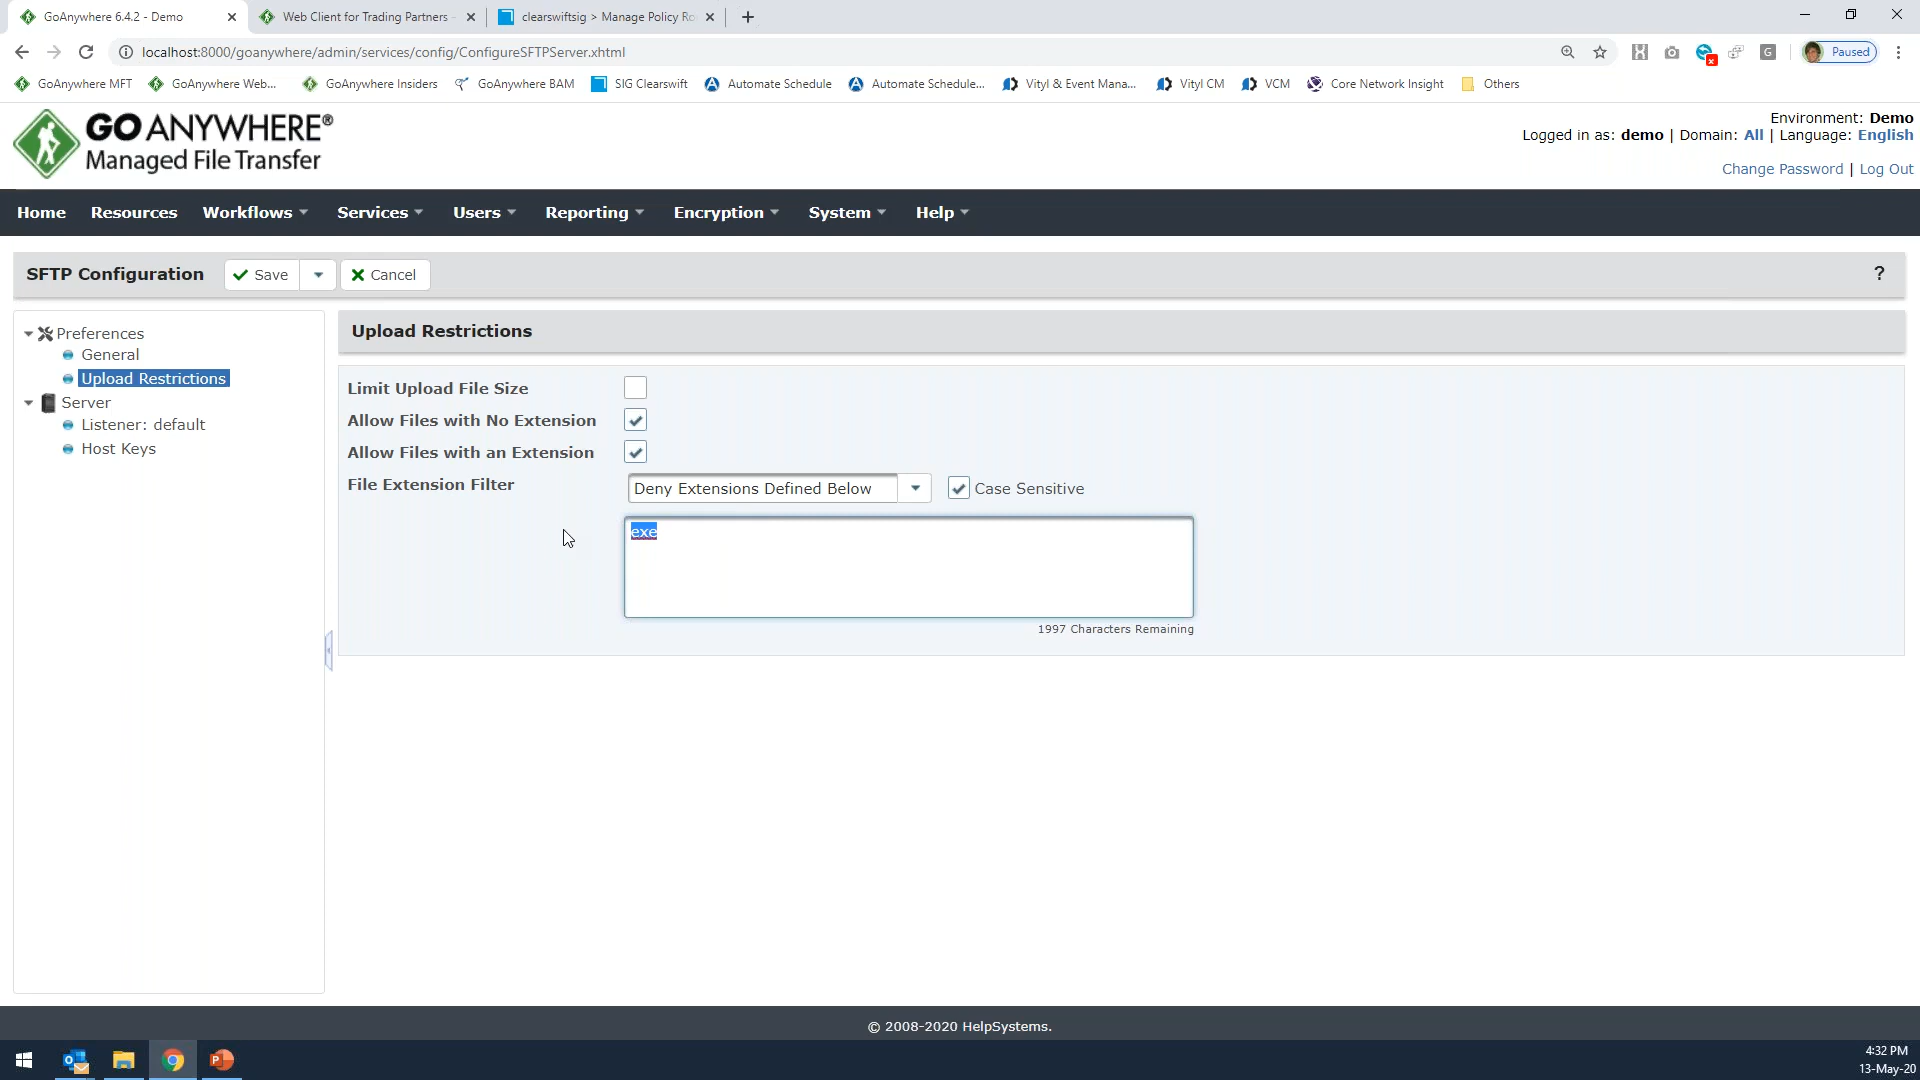 GoAnywhere 6.4.2 - Demo
Web Client for Trading Partners
clearswiftsig > Manage Policy Ro
localhost:8000/goanywhere/admin/services/config/ConfigureSFTPServer.xhtml
Paused
GoAnywhere MFT
GoAnywhere Web...
GoAnywhere Insiders
GoAnywhere BAM
SIG Clearswift
Automate Schedule
Automate Schedule...
Vityl & Event Mana...
Vityl CM
VCM
Core Network Insight
Others
GO ANYWHERE®
Managed File Transfer
Environment: Demo
Logged in as: demo | Domain: All | Language: English
Change Password | Log Out
Home Resources Workflows Services Users Reporting Encryption System Help
SFTP Configuration Save Cancel ?
Preferences
General
Upload Restrictions
Server
Listener: default
Host Keys
Upload Restrictions
Limit Upload File Size
Allow Files with No Extension
Allow Files with an Extension
File Extension Filter Deny Extensions Defined Below Case Sensitive
exe
1997 Characters Remaining
© 2008-2020 HelpSystems.
4:32 PM
13-May-20